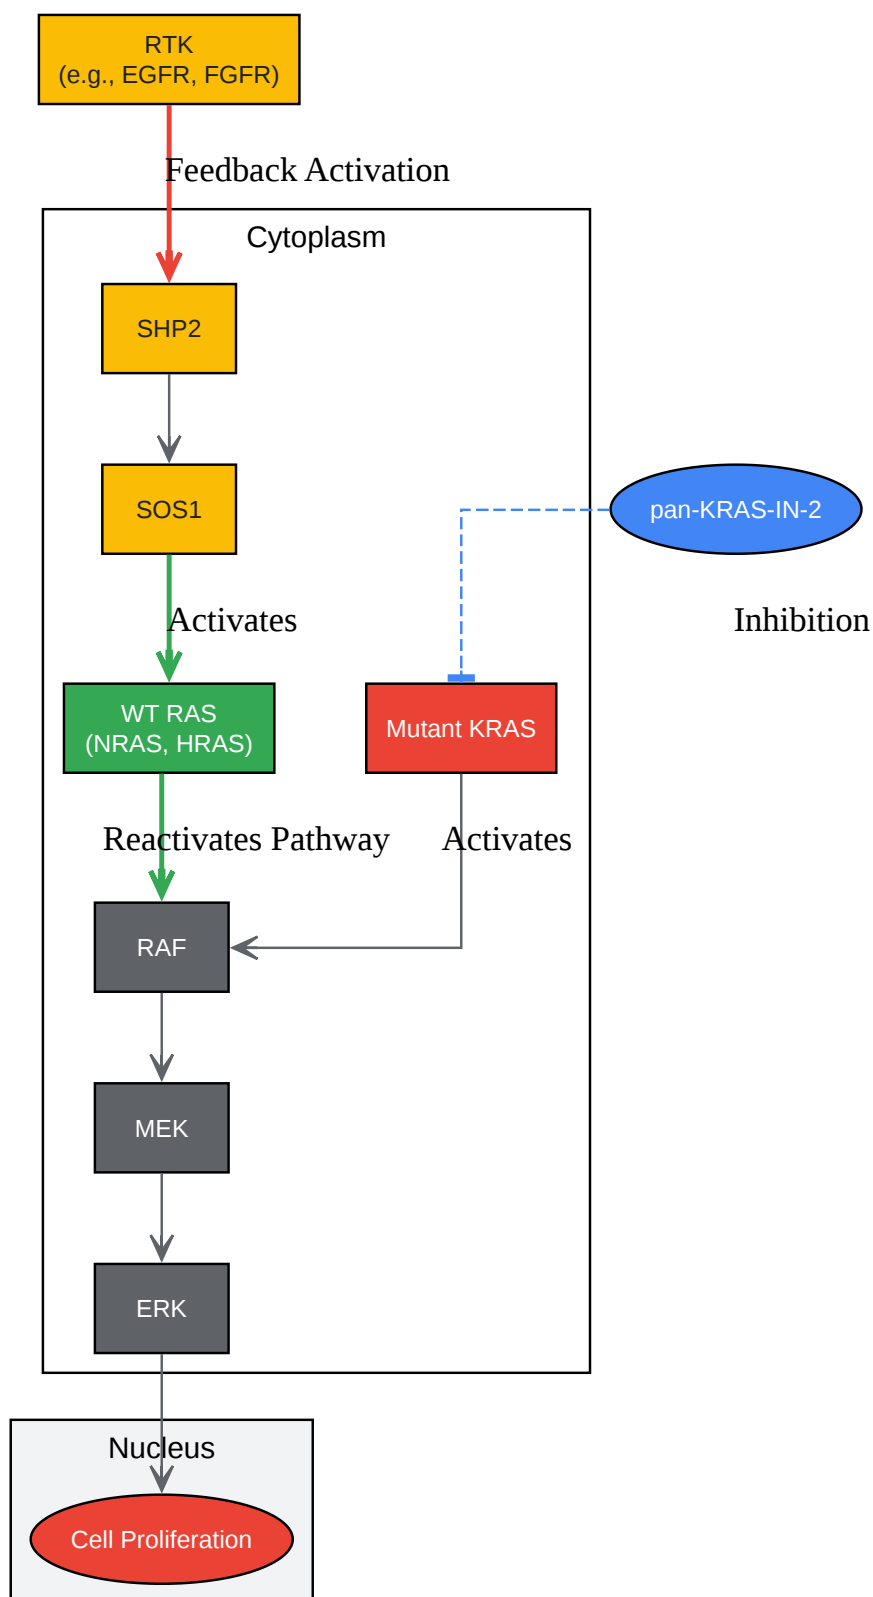 RTK
(e.g., EGFR, FGFR)
Feedback Activation
Cytoplasm
SHP2
SOS1
pan-KRAS-IN-2
Activates
Inhibition
WT RAS
(NRAS, HRAS)
Mutant KRAS
Reactivates Pathway
Activates
RAF
MEK
ERK
Nucleus
Cell Proliferation